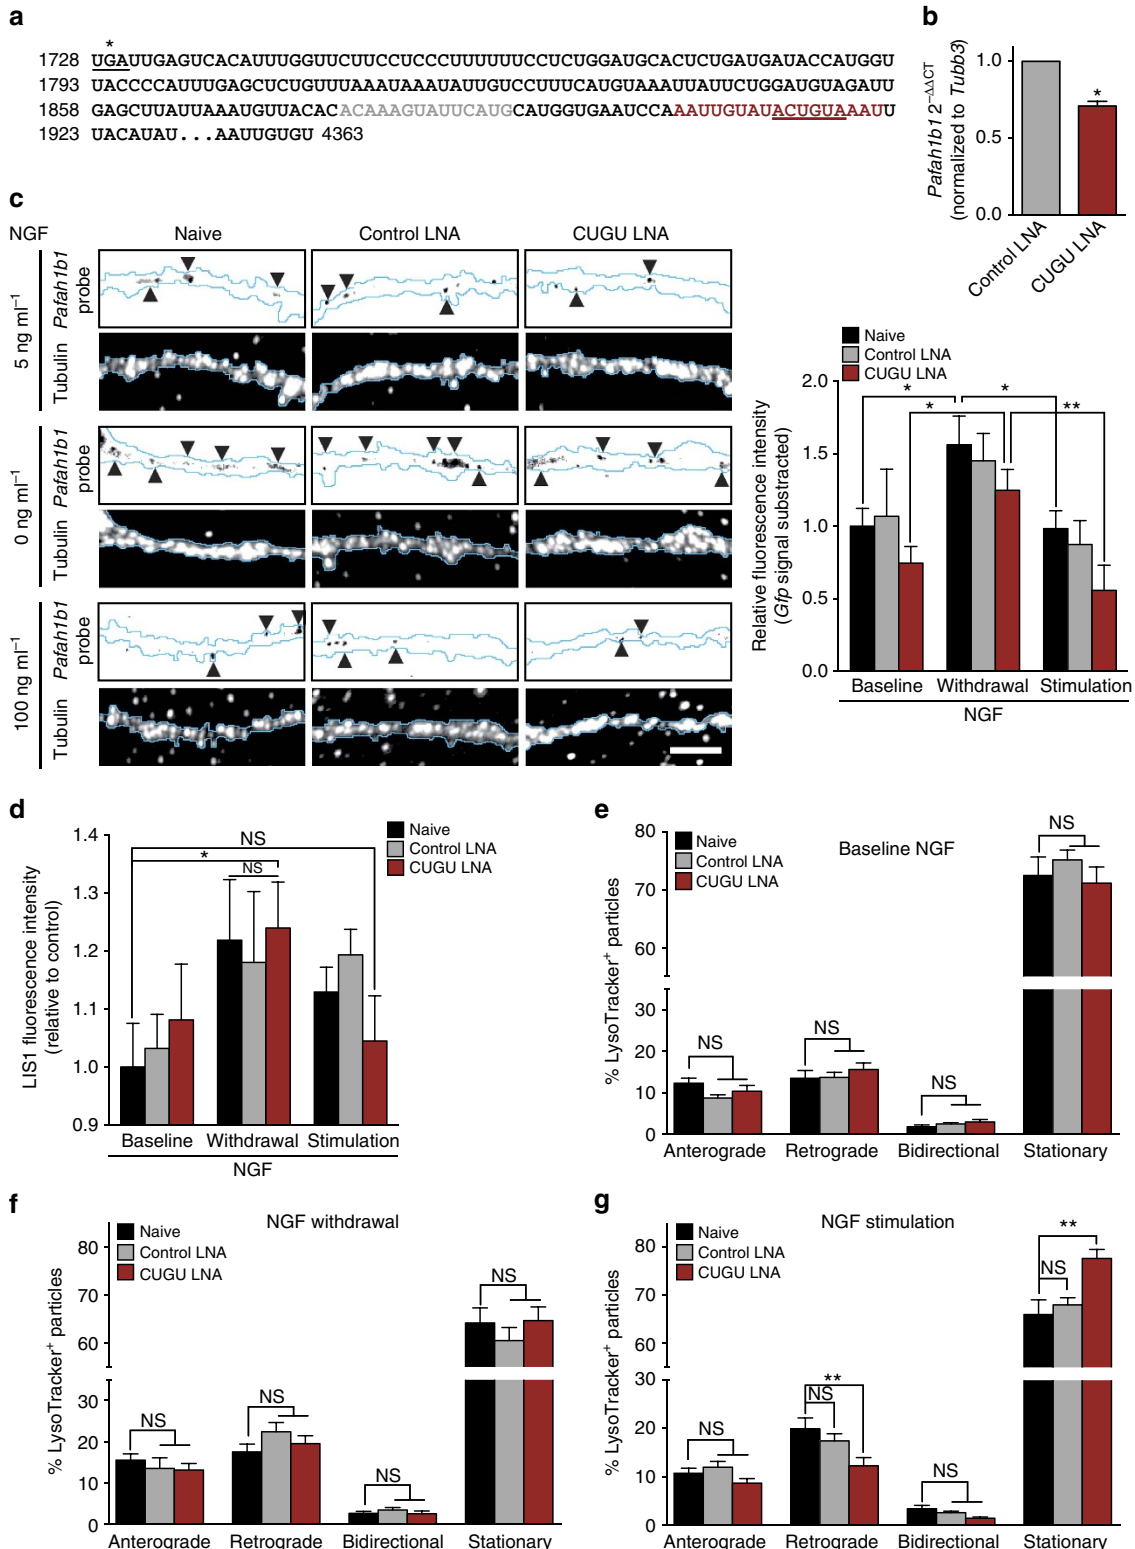 a
*
1728 UGAUUGAGUCACAUUUGGUUCUUCCUCCCUUUUUUUCCUCUGGAUGCACUCUGAUGAUACCAUGGU
1793 UACCCCAUUUGAGCUCUGUUUAAAUAAAUAUUGUCCUUUCAUGUAAAUUAUUCUGGAUGUAGAUU
1858 GAGCUUAUUAAAUGUUACACACAAAGUAUUCAUGCAUGGUGAAUCCAAAUUGUAUACUGUAAAUU
1923 UUACAUAU...AAUUGUGU 4363
b
Pafah1b1 2−ΔΔCT
(normalized to Tubb3)
1.0
0.5
0.0
*
Control LNA
CUGU LNA
c
NGF
Naive
Control LNA
CUGU LNA
5 ng ml−1
Pafah1b1 probe
Tubulin
0 ng ml−1
Pafah1b1 probe
Tubulin
100 ng ml−1
Pafah1b1 probe
Tubulin
Naive
Control LNA
CUGU LNA
Relative fluorescence intensity
(Gfp signal substracted)
2.0
1.5
1.0
0.5
0.0
* *
* **
Baseline Withdrawal Stimulation
NGF
d
Naive
Control LNA
CUGU LNA
LIS1 fluorescence intensity
(relative to control)
1.4
1.3
1.2
1.1
1.0
0.9
NS
*
NS
Baseline Withdrawal Stimulation
NGF
e
Baseline NGF
Naive
Control LNA
CUGU LNA
% LysoTracker+ particles
80
70
60
30
20
10
0
NS
NS
NS
NS
Anterograde Retrograde Bidirectional Stationary
f
NGF withdrawal
Naive
Control LNA
CUGU LNA
% LysoTracker+ particles
80
70
60
30
20
10
0
NS
NS
NS
NS
Anterograde Retrograde Bidirectional Stationary
g
NGF stimulation
Naive
Control LNA
CUGU LNA
% LysoTracker+ particles
80
70
60
30
20
10
0
NS
**
NS
NS
**
NS
Anterograde Retrograde Bidirectional Stationary